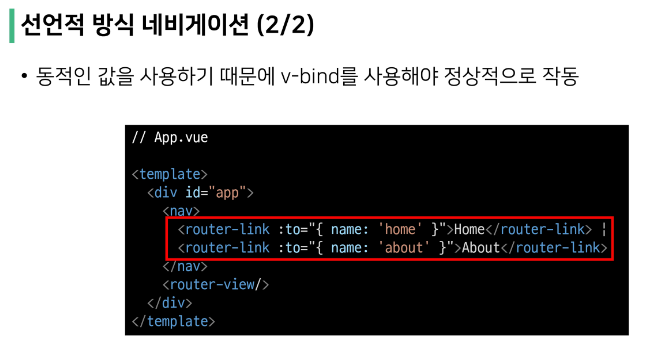 선언적 방식 네비게이션 (2/2)
• 동적인 값을 사용하기 때문에 v-bind를 사용해야 정상적으로 작동
// App.vue
<template>
<div id="app">
<nav>
<router-link :to="{ name: 'home' }">Home</router-link> ¦
<router-link :to="{ name: 'about' }">About</router-link>
</nav>
<router-view/>
</div>
</template>